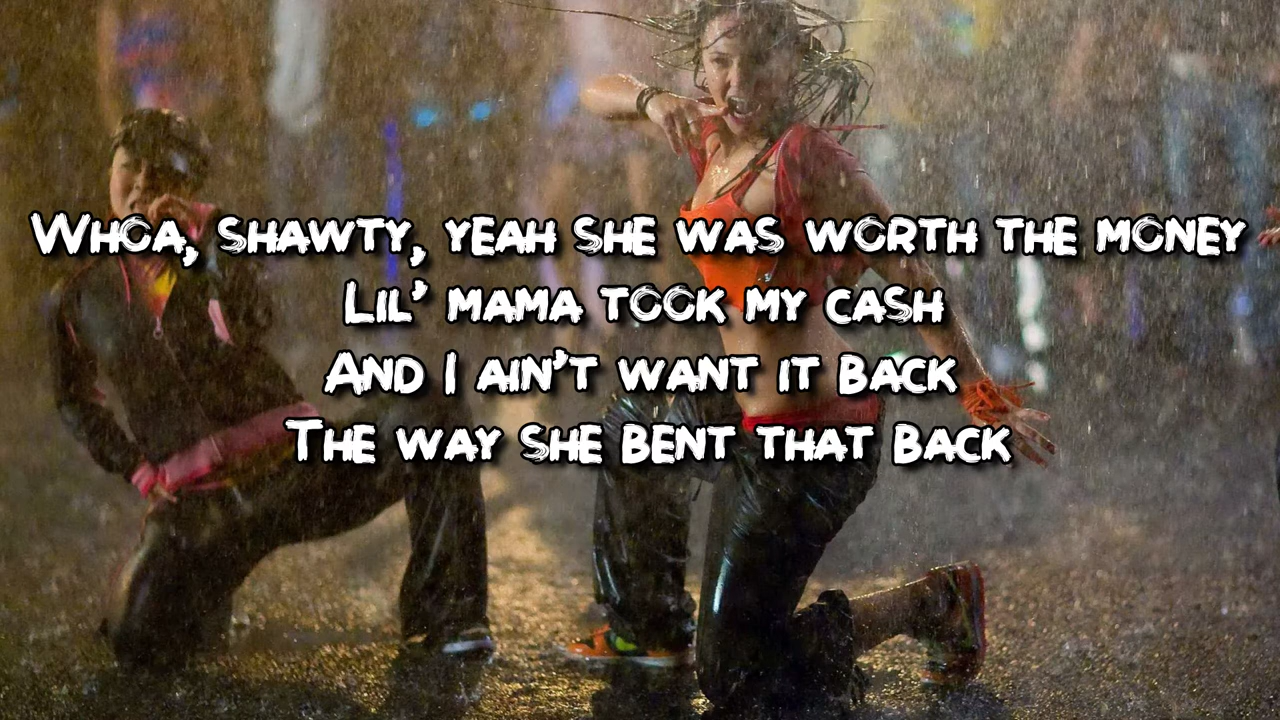 Whoa, shawty, yeah she was worth the money
Lil' mama took my cash
And I ain't want it back
The way she bent that back